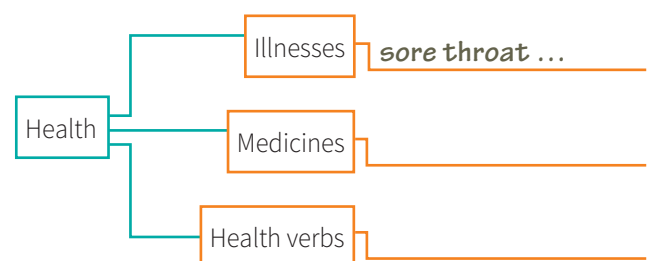 Illnesses
sore throat ...
Health
Medicines
Health verbs